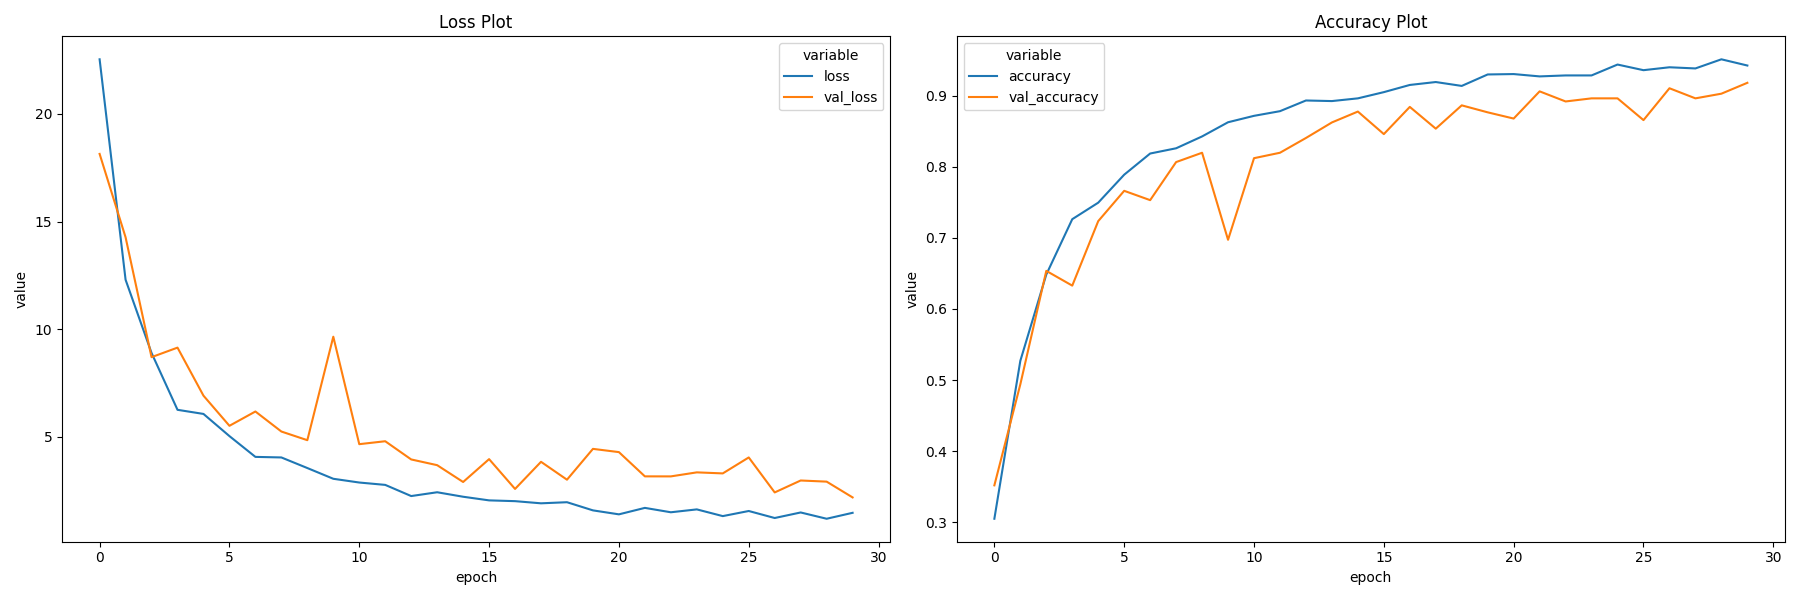 Loss Plot
variable
loss
val_loss
value
20
15
10
5
0 5 10 15 20 25 30
epoch
Accuracy Plot
variable
accuracy
val_accuracy
value
0.9
0.8
0.7
0.6
0.5
0.4
0.3
0 5 10 15 20 25 30
epoch